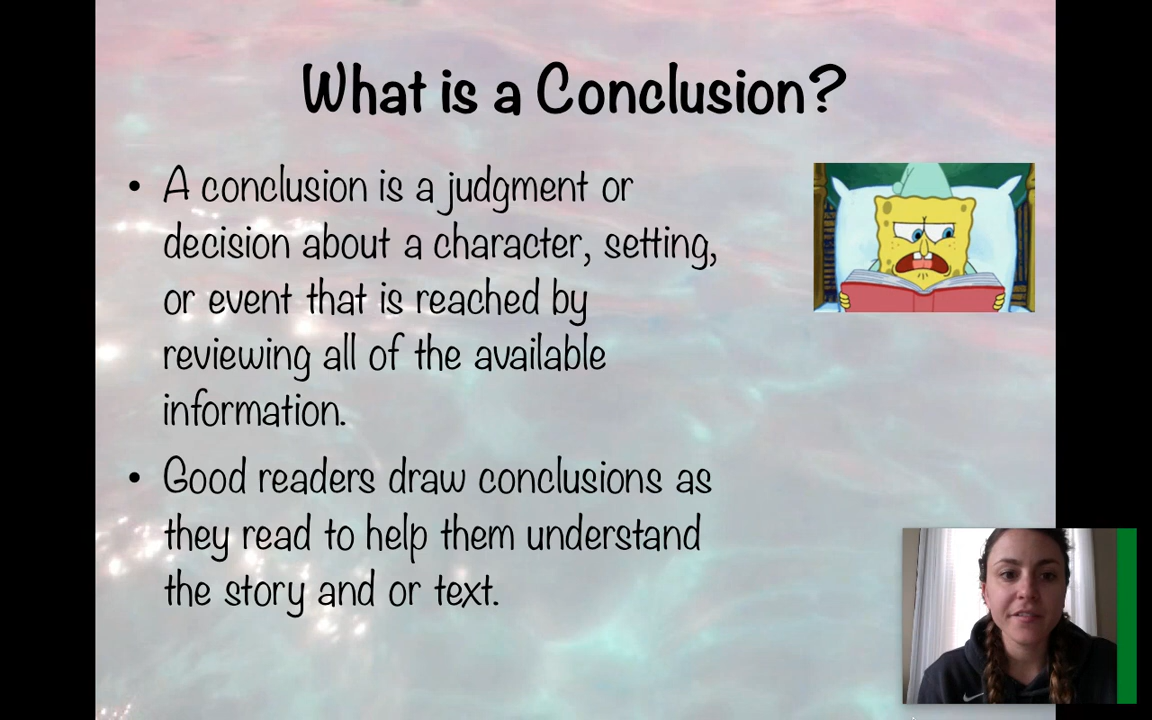 What is a Conclusion?
• A conclusion is a judgment or
decision about a character, setting,
or event that is reached by
reviewing all of the available
information.
• Good readers draw conclusions as
they read to help them understand
the story and or text.